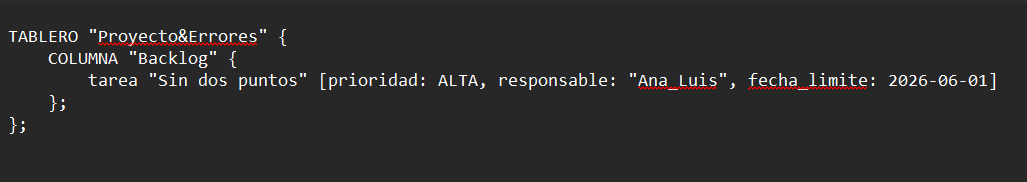 TABLERO "Proyecto&Errores" {
    COLUMNA "Backlog" {
        tarea "Sin dos puntos" [prioridad: ALTA, responsable: "Ana_Luis", fecha_limite: 2026-06-01]
    };
};